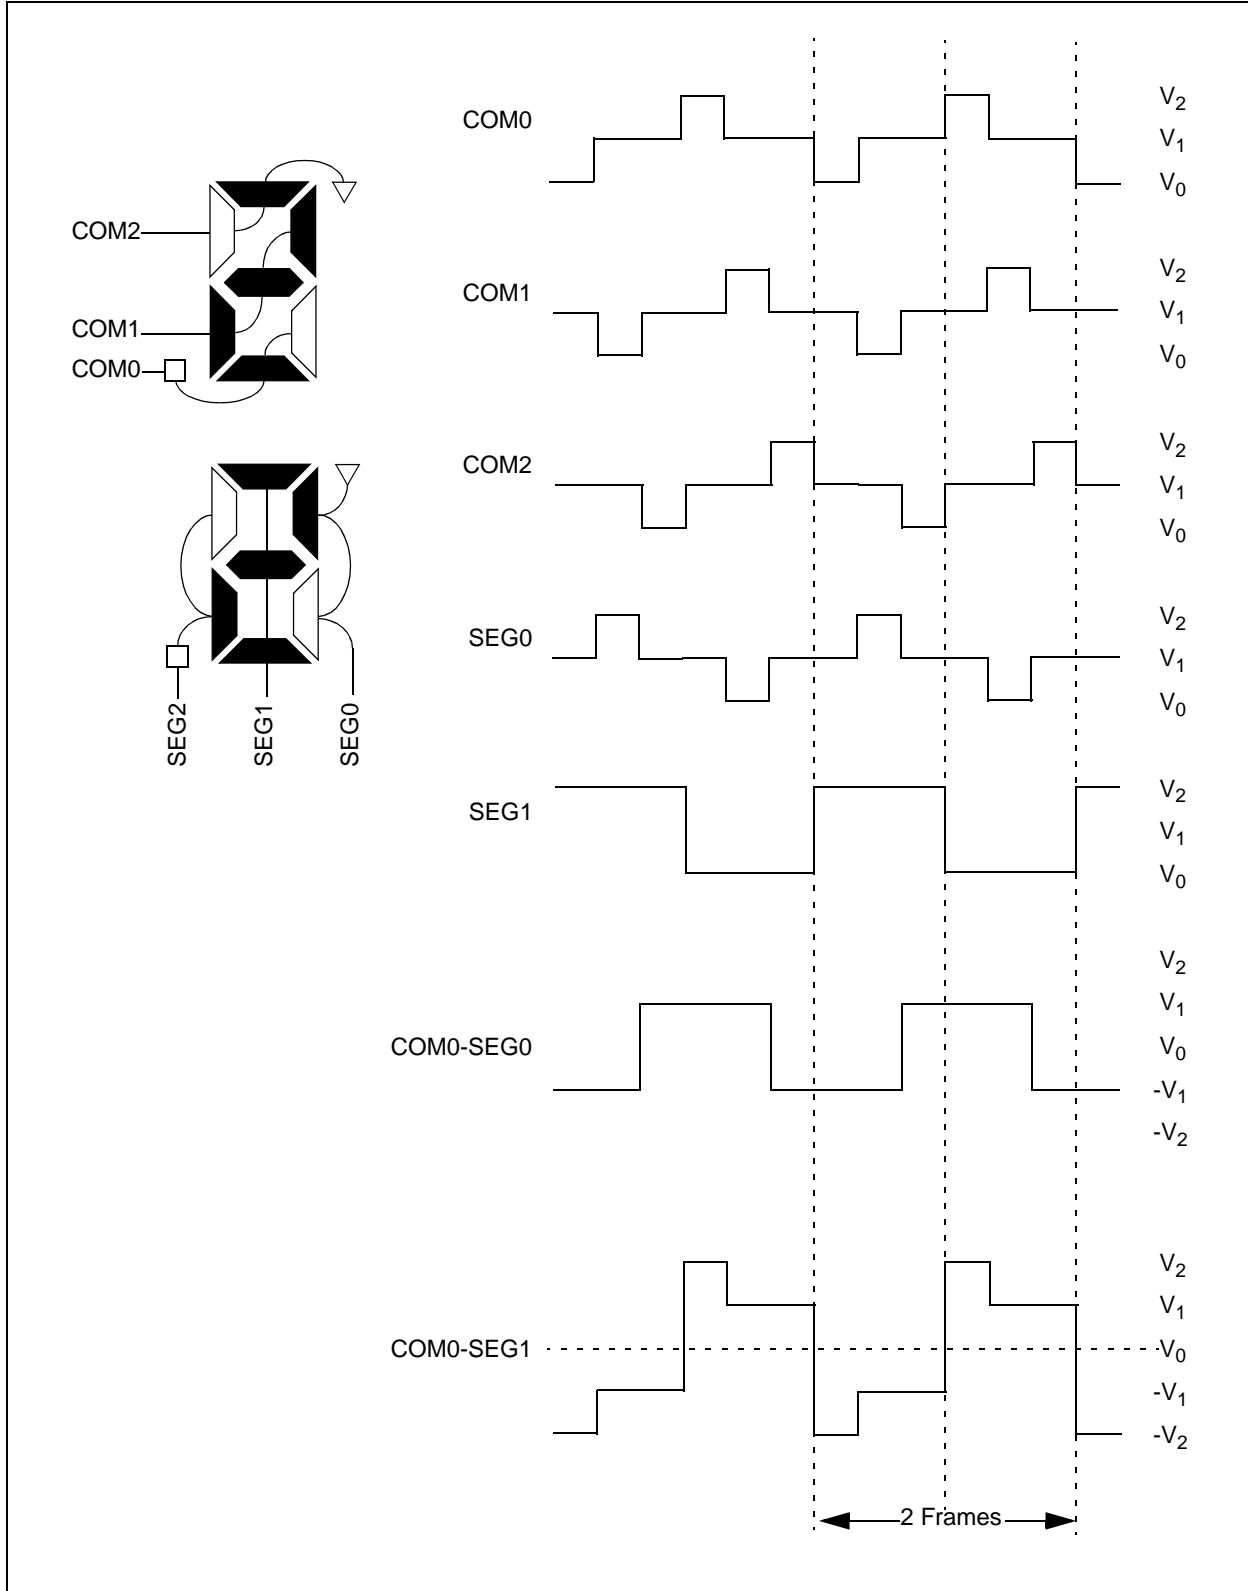 COM0
V2
V1
V0
COM2
COM1
COM0
COM1
V2
V1
V0
COM2
V2
V1
V0
SEG0
V2
V1
V0
SEG2
SEG1
SEG0
SEG1
V2
V1
V0
COM0-SEG0
V2
V1
V0
-V1
-V2
COM0-SEG1
V2
V1
V0
-V1
-V2
2 Frames